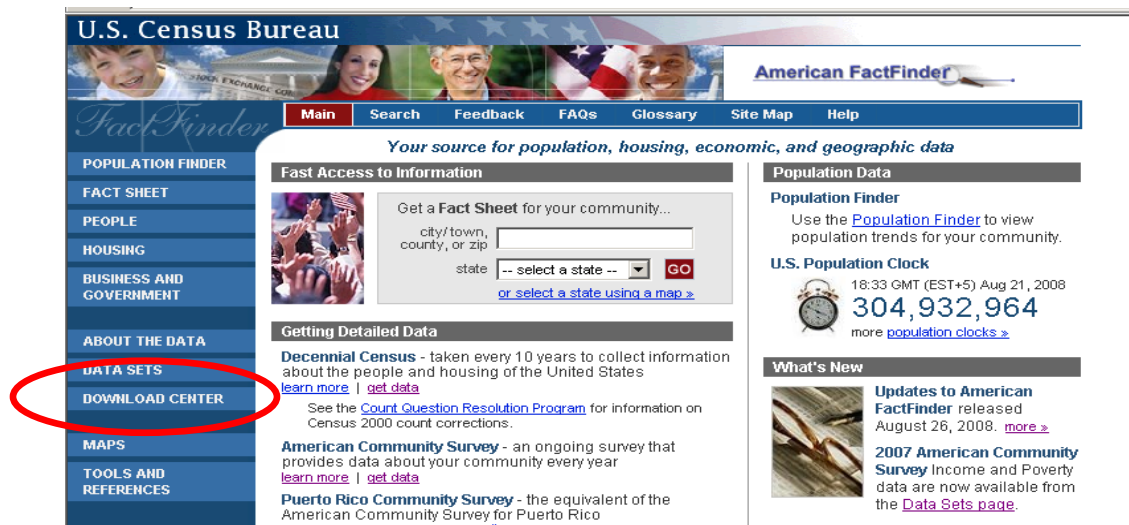 U.S. Census Bureau
STOCK EXCHANGE
American FactFinder
FactFinder
Main Search Feedback FAQs Glossary Site Map Help
Your source for population, housing, economic, and geographic data
POPULATION FINDER
FACT SHEET
PEOPLE
HOUSING
BUSINESS AND
GOVERNMENT
ABOUT THE DATA
DATA SETS
DOWNLOAD CENTER
MAPS
TOOLS AND
REFERENCES
Fast Access to Information
Get a Fact Sheet for your community...
city/town,
county, or zip
state -- select a state -- GO
or select a state using a map »
Getting Detailed Data
Decennial Census - taken every 10 years to collect information
about the people and housing of the United States
learn more | get data
See the Count Question Resolution Program for information on
Census 2000 count corrections.
American Community Survey - an ongoing survey that
provides data about your community every year
learn more | get data
Puerto Rico Community Survey - the equivalent of the
American Community Survey for Puerto Rico
Population Data
Population Finder
Use the Population Finder to view
population trends for your community.
U.S. Population Clock
18:33 GMT (EST+5) Aug 21, 2008
304,932,964
more population clocks »
What's New
Updates to American
FactFinder released
August 26, 2008. more »
2007 American Community
Survey Income and Poverty
data are now available from
the Data Sets page.